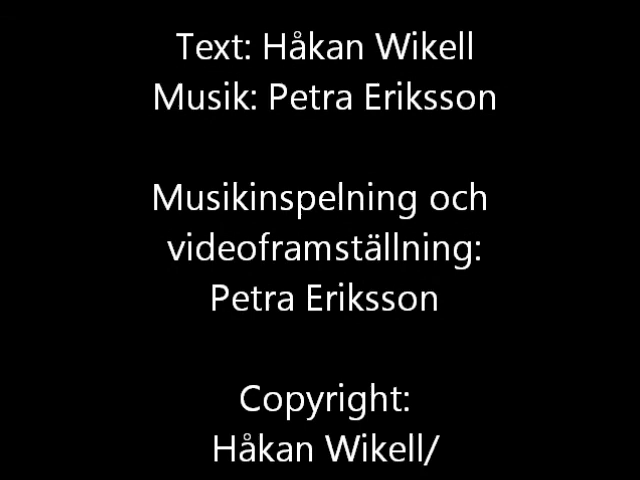 Text: Håkan Wikell
Musik: Petra Eriksson
Musikinspelning och
videoframställning:
Petra Eriksson
Copyright:
Håkan Wikell/